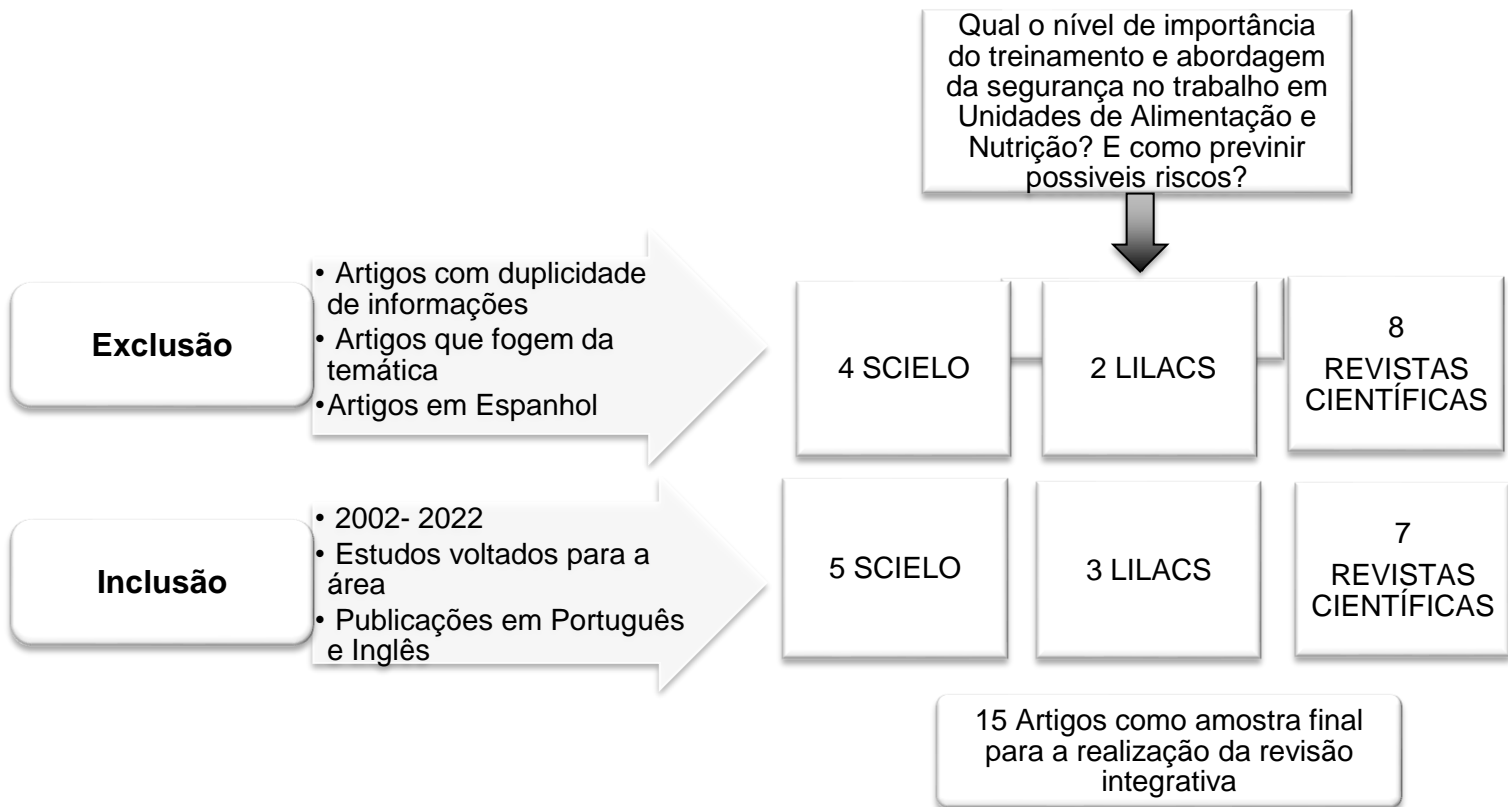 Qual o nível de importância
do treinamento e abordagem
da segurança no trabalho em
Unidades de Alimentação e
Nutrição? E como previnir
possiveis riscos?
Exclusão
• Artigos com duplicidade
de informações
• Artigos que fogem da
temática
•Artigos em Espanhol
4 SCIELO
2 LILACS
8
REVISTAS
CIENTÍFICAS
Inclusão
• 2002- 2022
• Estudos voltados para a
área
• Publicações em Português
e Inglês
5 SCIELO
3 LILACS
7
REVISTAS
CIENTÍFICAS
15 Artigos como amostra final
para a realização da revisão
integrativa